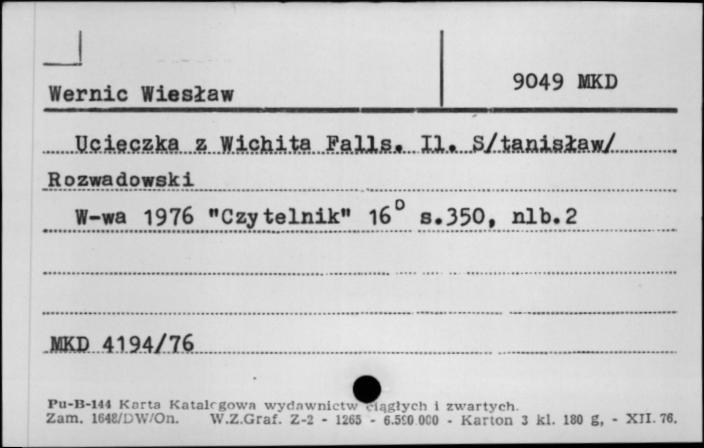 9049 MKD
Wernic Wiesław
Ucieczka z Wichita Falls. Il. S/tanisław/
Rozwadowski
W-wa 1976 "Czytelnik" 16° s.350, nlb.2
MKD 4194/76
Pu-B-144 Karta Katalogowa wydawnictw ciągłych i zwartych.
Zam. 1648/DW/On. W.Z.Graf. Z-2 - 1265 - 6.590.000 - Karton 3 kl. 180 g, - XII. 76.